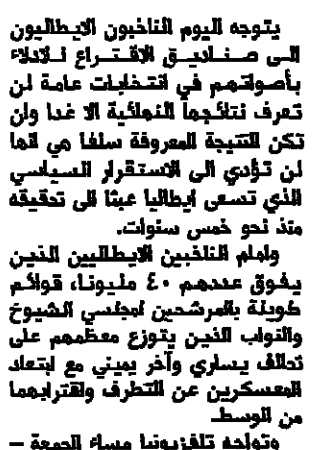 يتوجه اليوم الناخبون الايطاليون
الى صناديق الاقتراع للادلاء
بأصواتهم في انتخابات عامة لن
تعرف نتائجها النهائية الا غدا وان
تكن النتيجة المعروفة سلفا هي انها
لن تؤدي الى الاستقرار السياسي
الذي تسعى ايطاليا عبثا الى تحقيقه
منذ نحو خمس سنوات.
وامام الناخبين الايطاليين الذين
يفوق عددهم ٤٠ مليونا، قوائم
طويلة بالمرشحين لمجلسي الشيوخ
والنواب الذين يتوزع معظمهم على
تحالف يساري وآخر يميني مع ابتعاد
المعسكرين عن التطرف واقترابهما
من الوسط.
وتواجه تلفزيونيا مساء الجمعة –